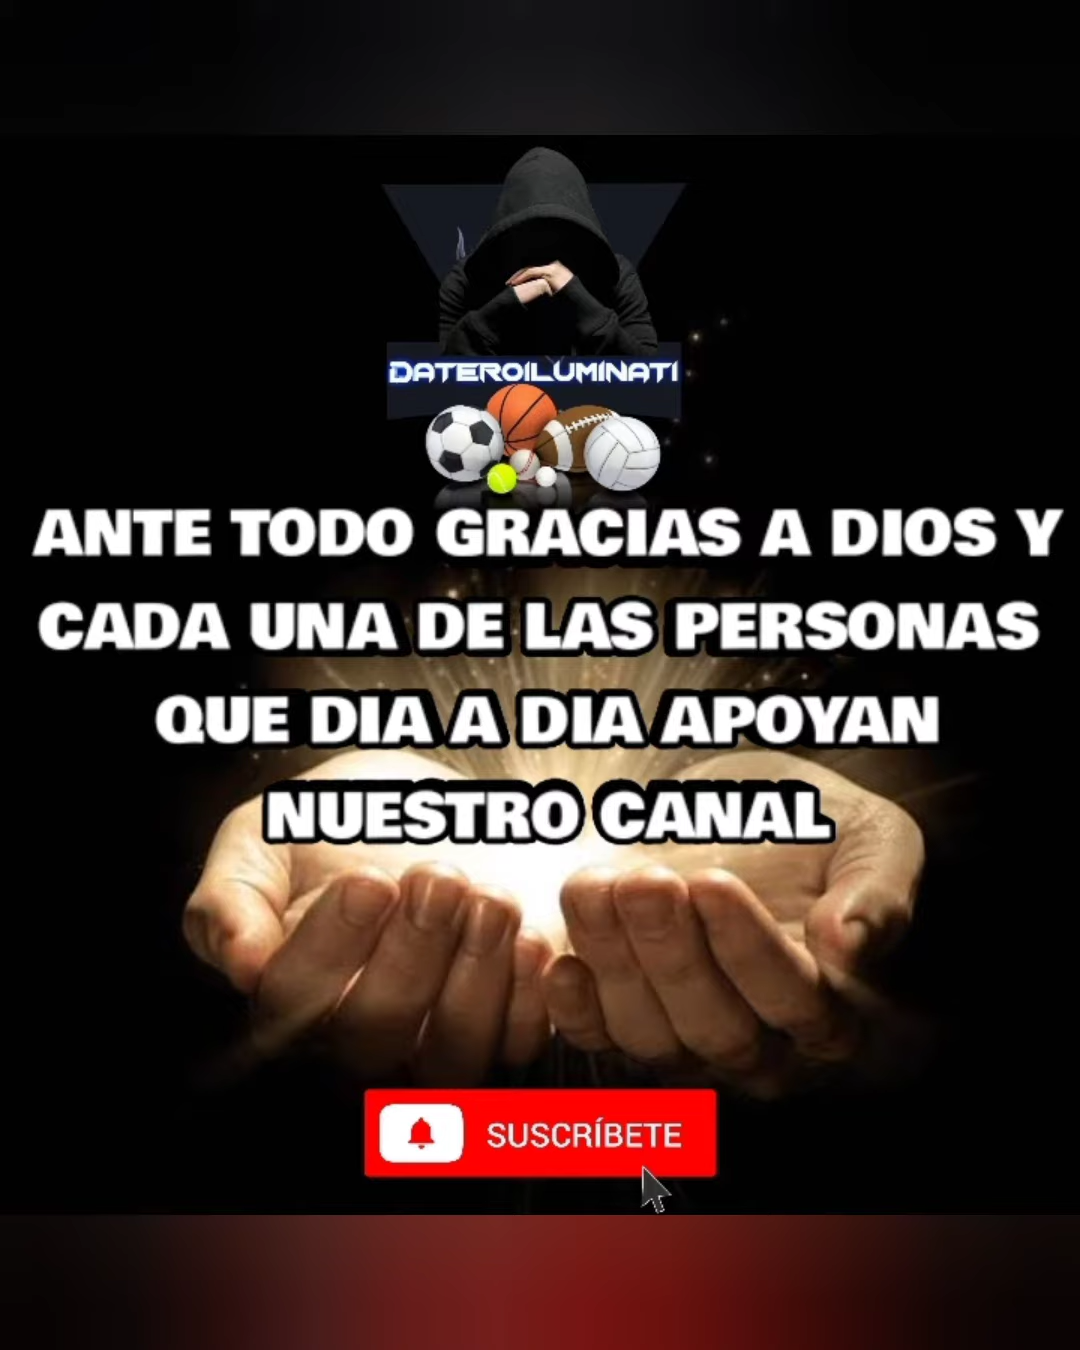 DATEROILUMINATI
ANTE TODO GRACIAS A DIOS Y
CADA UNA DE LAS PERSONAS
QUE DIA A DIA APOYAN
NUESTRO CANAL
SUSCRÍBETE